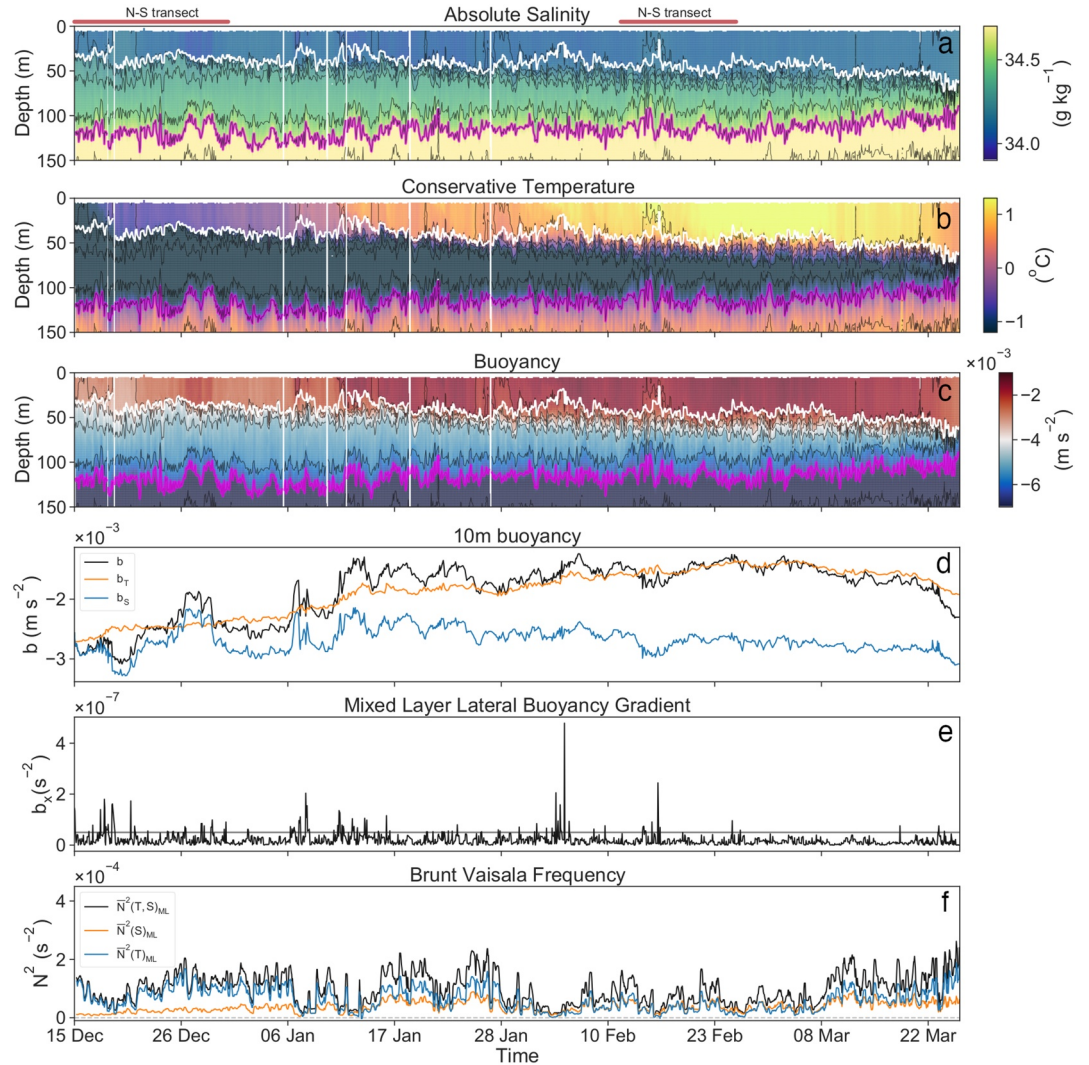 N-S transect Absolute Salinity N-S transect
0
50
100
150
Depth (m)
a
34.5
34.0
(g kg⁻¹)
Conservative Temperature
0
50
100
150
Depth (m)
b
1
0
−1
(°C)
Buoyancy
0
50
100
150
Depth (m)
c
×10⁻³
−2
−4
−6
(m s⁻²)
×10⁻³ 10m buoyancy
b
b_T
b_S
−2
−3
b (m s⁻²)
d
×10⁻⁷ Mixed Layer Lateral Buoyancy Gradient
4
2
0
bₓ(s⁻²)
e
×10⁻⁴ Brunt Vaisala Frequency
N̅²(T, S)_ML
N̅²(S)_ML
N̅²(T)_ML
4
2
0
N² (s⁻²)
f
15 Dec 26 Dec 06 Jan 17 Jan 28 Jan 10 Feb 23 Feb 08 Mar 22 Mar
Time